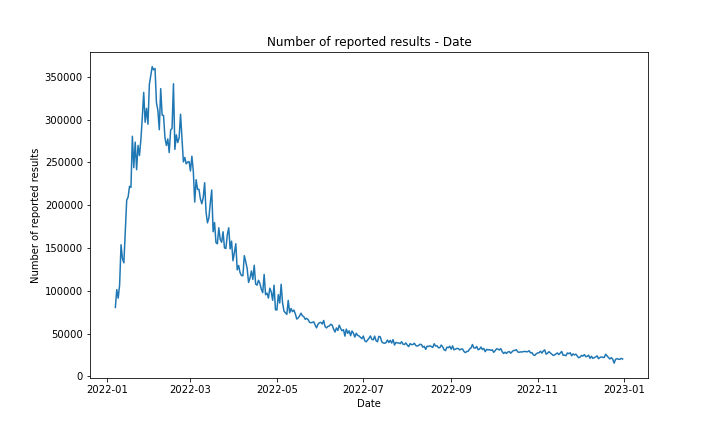 Number of reported results - Date
Number of reported results
350000
300000
250000
200000
150000
100000
50000
0
2022-01 2022-03 2022-05 2022-07 2022-09 2022-11 2023-01
Date